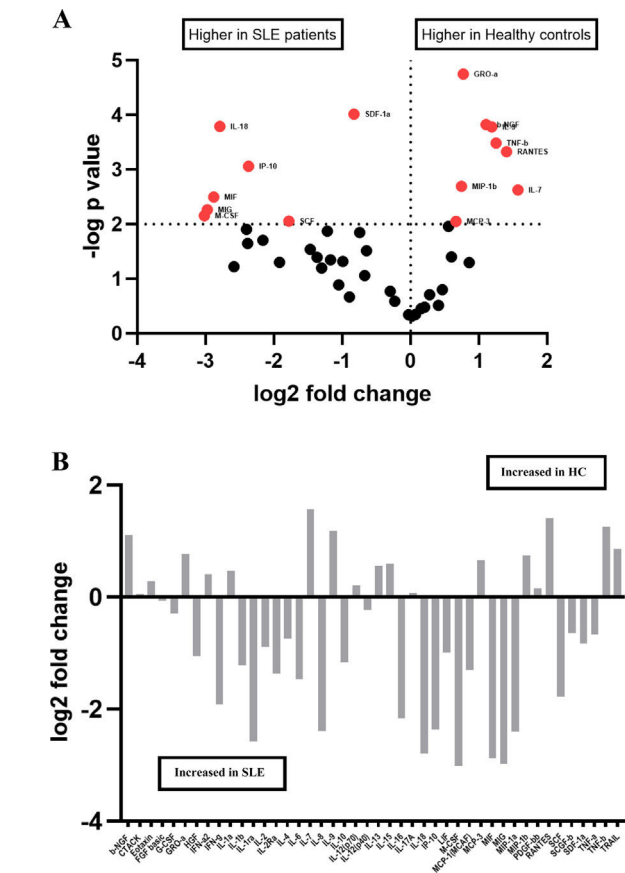 A
Higher in SLE patients
Higher in Healthy controls
5
4
3
2
1
0
-log p value
GRO-a
SDF-1a
b-NGF
IL-9
IL-18
TNF-b
RANTES
IP-10
MIP-1b
IL-7
MIF
MIG
M-CSF
SCF
MCP-3
-4 -3 -2 -1 0 1 2
log2 fold change
B
Increased in HC
2
0
-2
-4
log2 fold change
Increased in SLE
b-NGF
CTACK
Eotaxin
FGF basic
G-CSF
GRO-a
HGF
IFN-a2
IFN-g
IL-1a
IL-1b
IL-1ra
IL-2
IL-2Ra
IL-4
IL-6
IL-7
IL-8
IL-9
IL-10
IL-12(p70)
IL-12(p40)
IL-13
IL-15
IL-16
IL-17A
IL-18
IP-10
LIF
M-CSF
MCP-1(MCAF)
MCP-3
MIF
MIG
MIP-1a
MIP-1b
PDGF-bb
RANTES
SCF
SCGF-b
SDF-1a
TNF-a
TNF-b
TRAIL